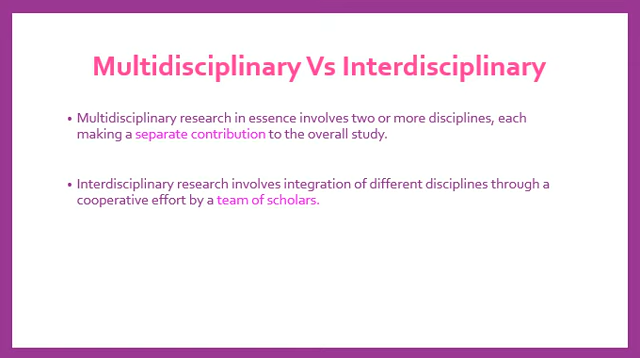 Multidisciplinary Vs Interdisciplinary
• Multidisciplinary research in essence involves two or more disciplines, each
making a separate contribution to the overall study.
• Interdisciplinary research involves integration of different disciplines through a
cooperative effort by a team of scholars.